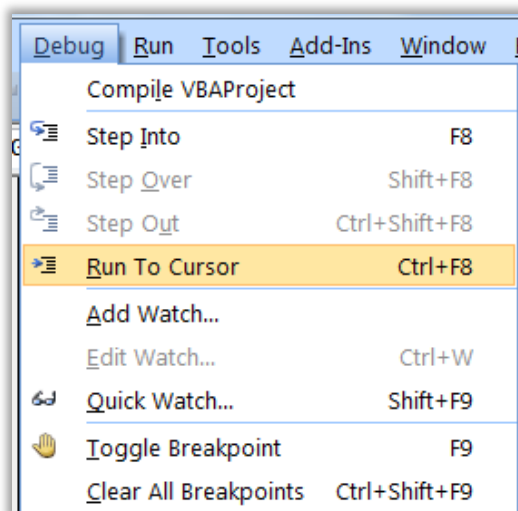 Debug Run Tools Add-Ins Window
Compile VBAProject
Step Into F8
Step Over Shift+F8
Step Out Ctrl+Shift+F8
Run To Cursor Ctrl+F8
Add Watch...
Edit Watch... Ctrl+W
Quick Watch... Shift+F9
Toggle Breakpoint F9
Clear All Breakpoints Ctrl+Shift+F9